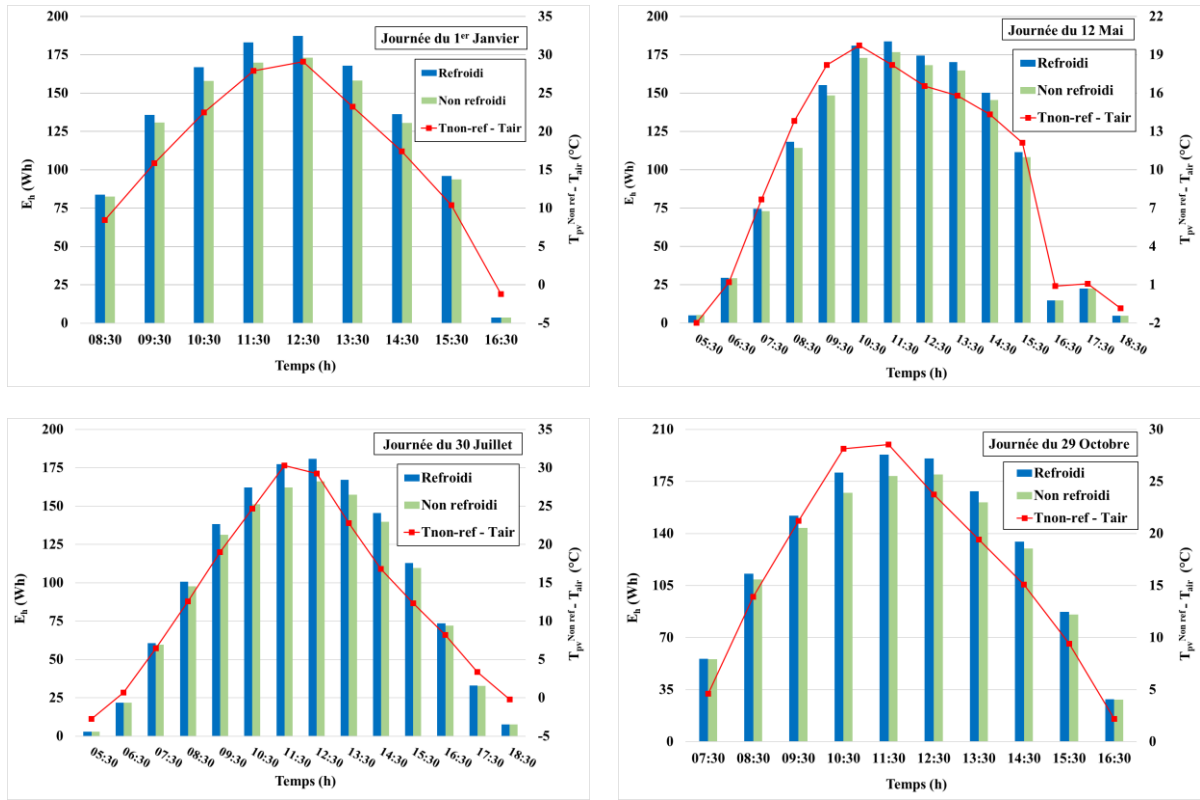 Journée du 1er Janvier
Refroidi
Non refroidi
Tnon-ref - Tair
Eh (Wh)
200
175
150
125
100
75
50
25
0
35
30
25
20
15
10
5
0
-5
Tpv Non ref - Tair (°C)
08:30 09:30 10:30 11:30 12:30 13:30 14:30 15:30 16:30
Temps (h)
Journée du 12 Mai
Refroidi
Non refroidi
Tnon-ref - Tair
Eh (Wh)
200
175
150
125
100
75
50
25
0
22
19
16
13
10
7
4
1
-2
Tpv Non ref - Tair (°C)
05:30 06:30 07:30 08:30 09:30 10:30 11:30 12:30 13:30 14:30 15:30 16:30 17:30 18:30
Temps (h)
Journée du 30 Juillet
Refroidi
Non refroidi
Tnon-ref - Tair
Eh (Wh)
200
175
150
125
100
75
50
25
0
35
30
25
20
15
10
5
0
-5
Tpv Non ref - Tair (°C)
05:30 06:30 07:30 08:30 09:30 10:30 11:30 12:30 13:30 14:30 15:30 16:30 17:30 18:30
Temps (h)
Journée du 29 Octobre
Refroidi
Non refroidi
Tnon-ref - Tair
Eh (Wh)
210
175
140
105
70
35
0
30
25
20
15
10
5
0
Tpv Non ref - Tair (°C)
07:30 08:30 09:30 10:30 11:30 12:30 13:30 14:30 15:30 16:30
Temps (h)